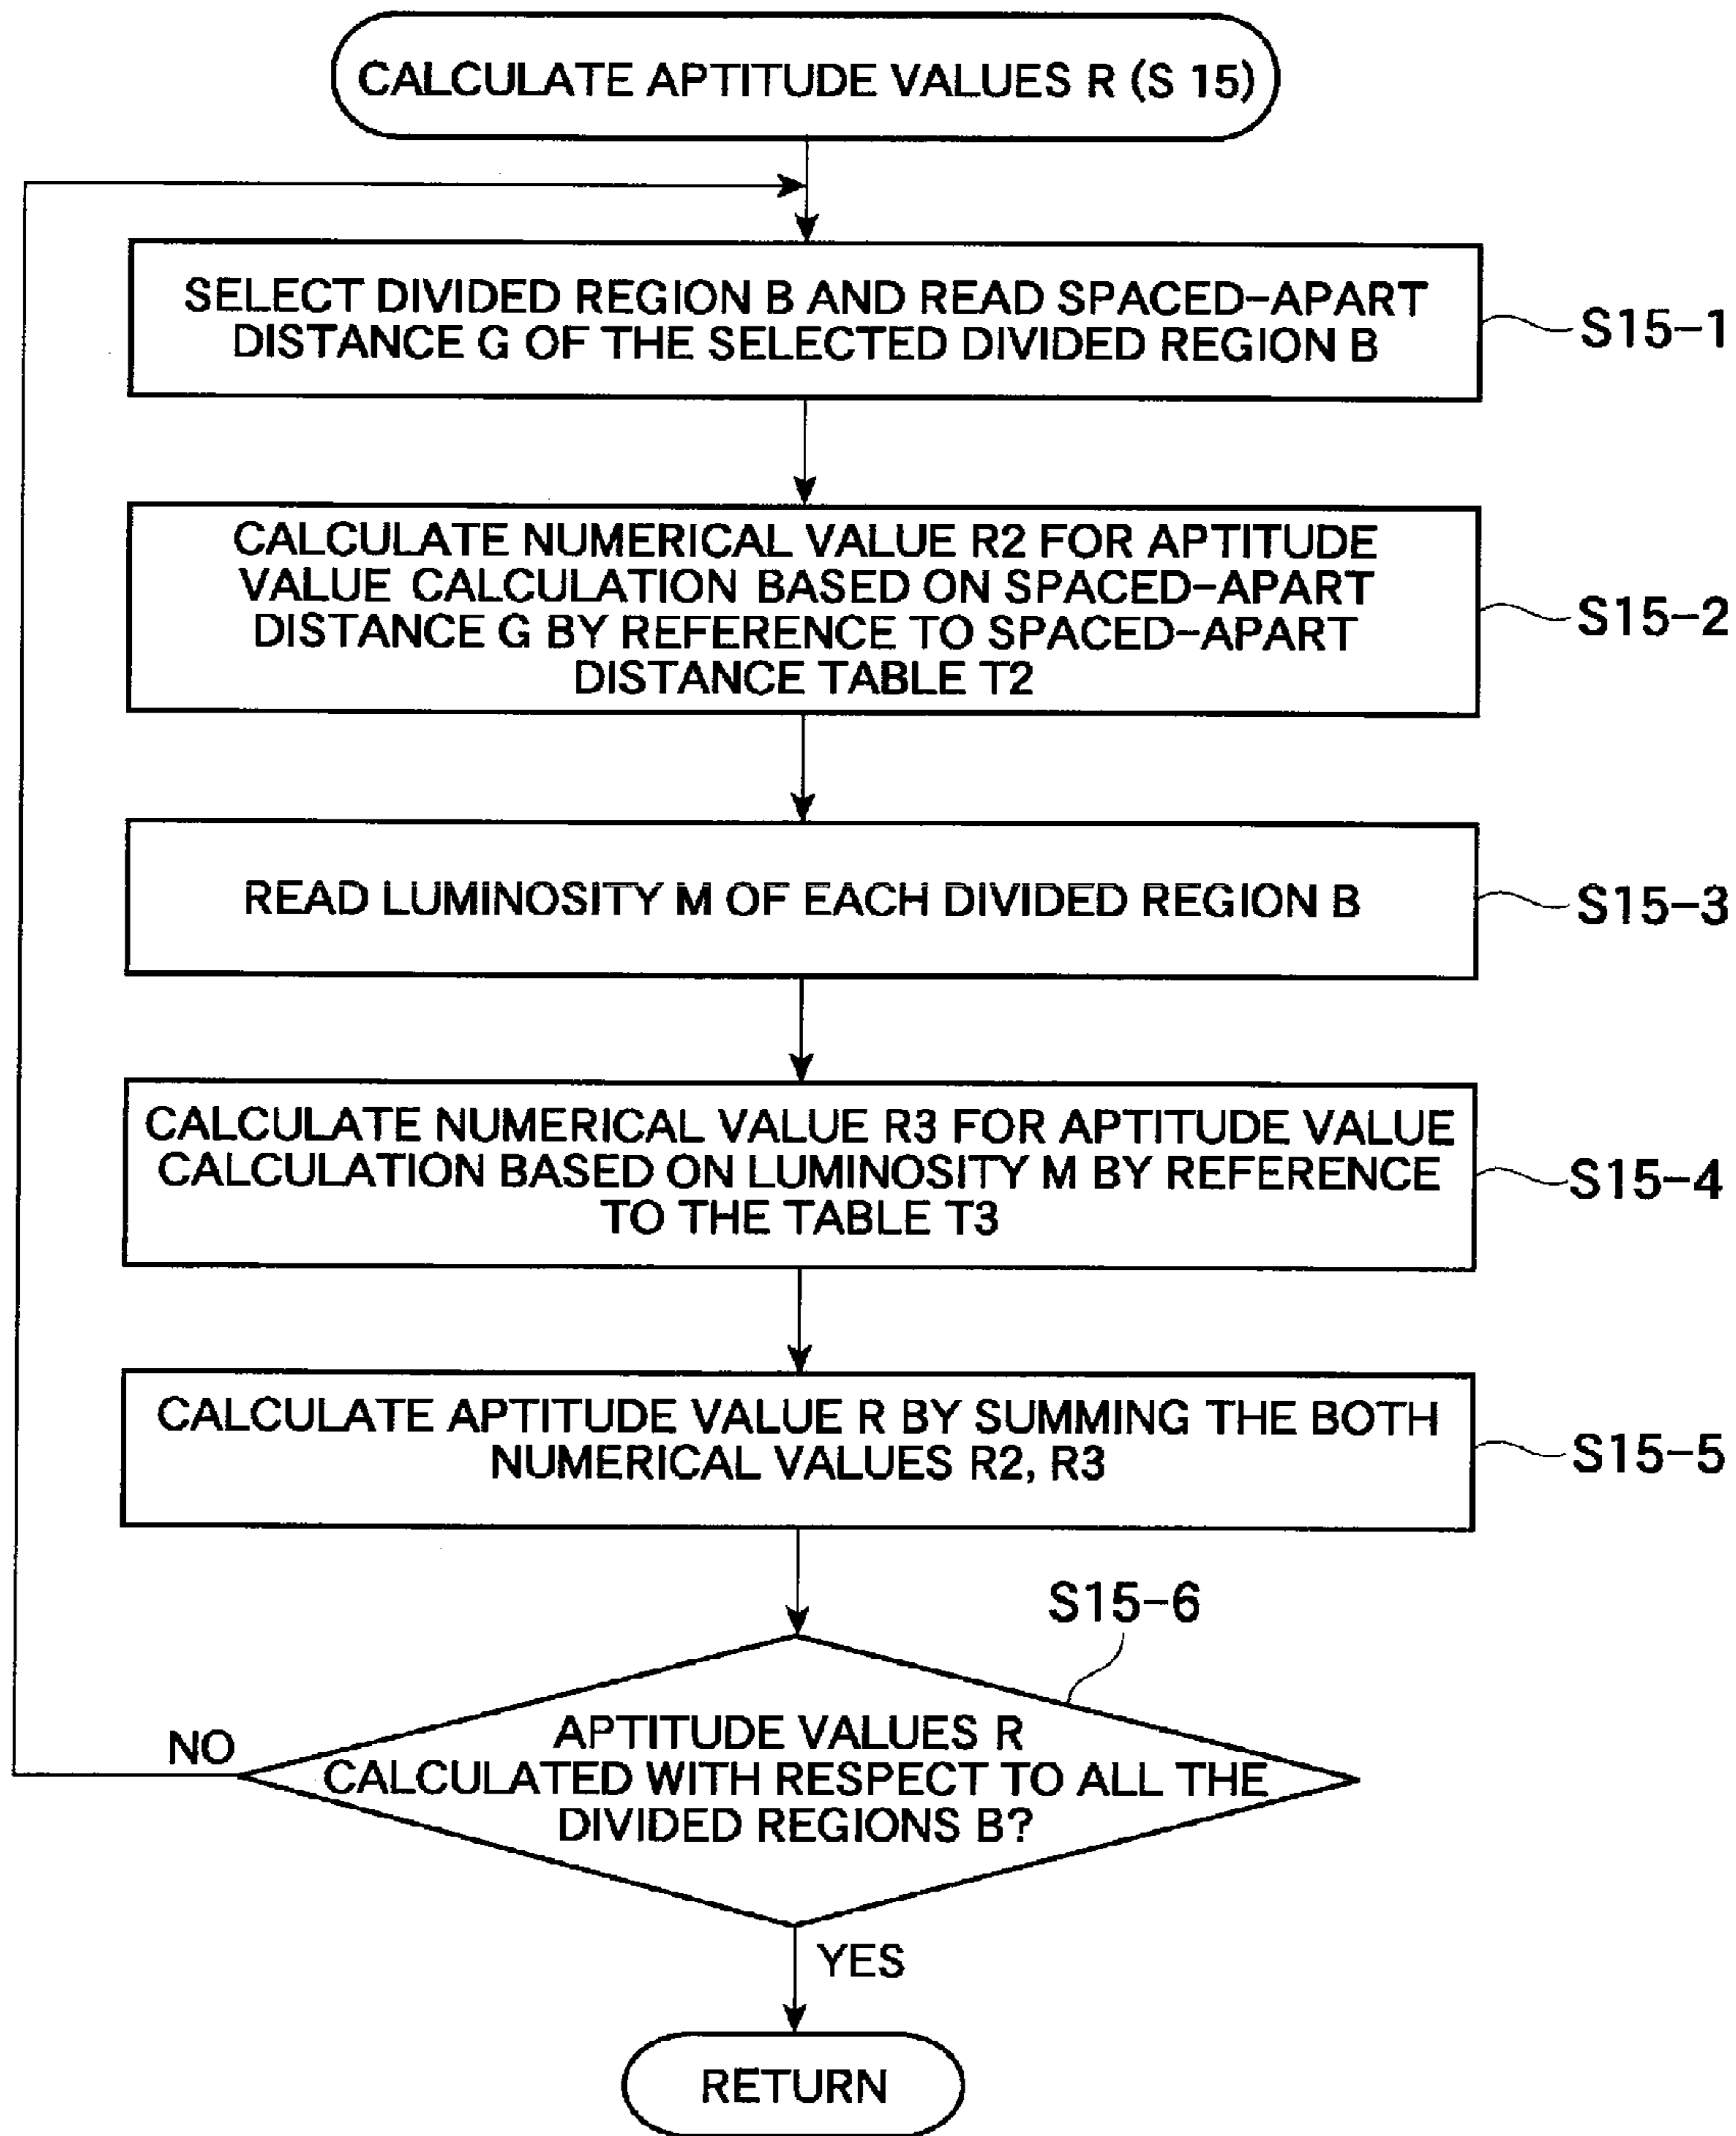 CALCULATE APTITUDE VALUES R (S 15)
SELECT DIVIDED REGION B AND READ SPACED-APART
DISTANCE G OF THE SELECTED DIVIDED REGION B
S15-1
CALCULATE NUMERICAL VALUE R2 FOR APTITUDE
VALUE CALCULATION BASED ON SPACED-APART
DISTANCE G BY REFERENCE TO SPACED-APART
DISTANCE TABLE T2
S15-2
READ LUMINOSITY M OF EACH DIVIDED REGION B
S15-3
CALCULATE NUMERICAL VALUE R3 FOR APTITUDE VALUE
CALCULATION BASED ON LUMINOSITY M BY REFERENCE
TO THE TABLE T3
S15-4
CALCULATE APTITUDE VALUE R BY SUMMING THE BOTH
NUMERICAL VALUES R2, R3
S15-5
S15-6
APTITUDE VALUES R
CALCULATED WITH RESPECT TO ALL THE
DIVIDED REGIONS B?
NO
YES
RETURN